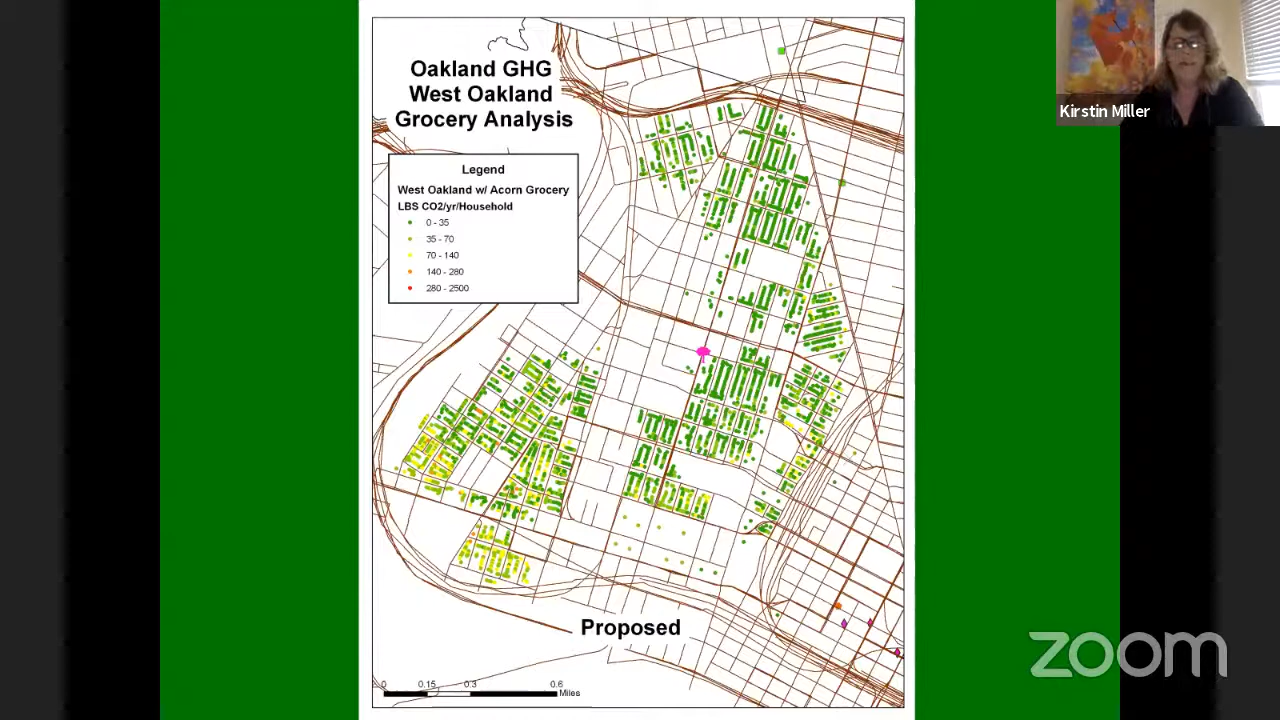 Oakland GHG
West Oakland
Grocery Analysis
Legend
West Oakland w/ Acorn Grocery
LBS CO2/yr/Household
0 - 35
35 - 70
70 - 140
140 - 280
280 - 2500
Proposed
0 0.15 0.3 0.6
Miles
Kirstin Miller
zoom